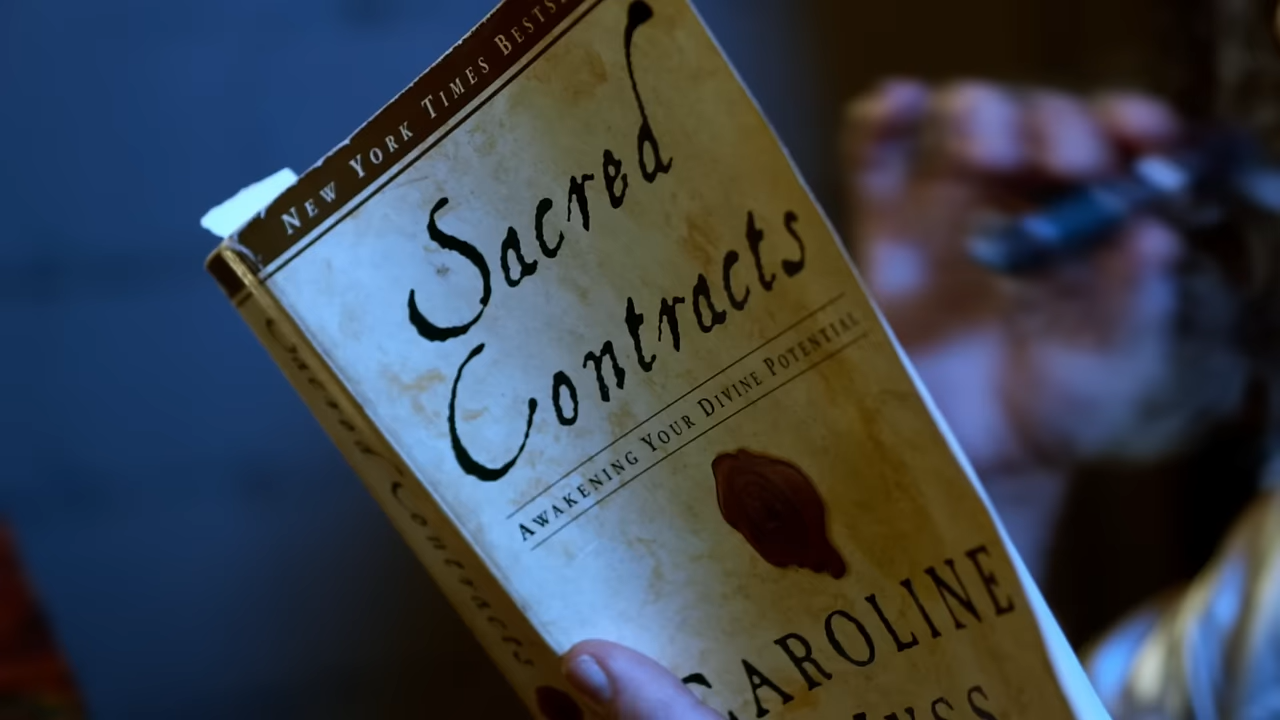 NEW YORK TIMES
Sacred
Contracts
AWAKENING YOUR DIVINE POTENTIAL
CAROLINE
Sacred Contracts